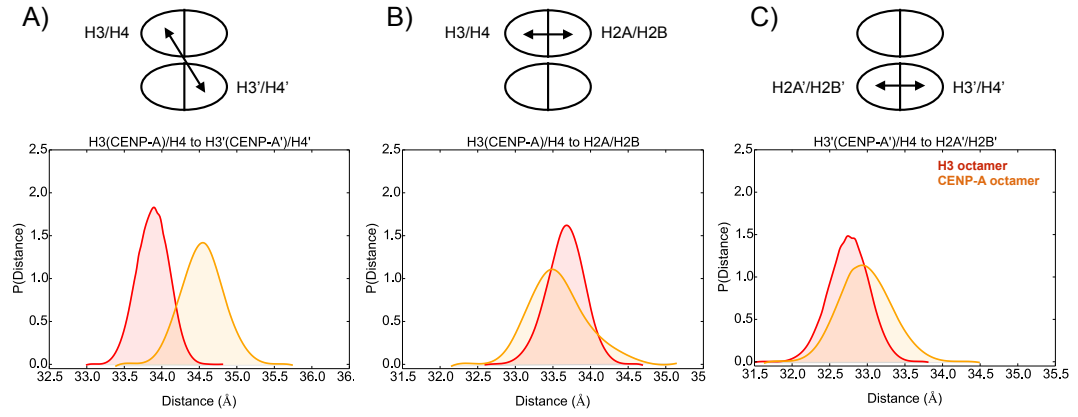 A)
H3/H4
H3'/H4'
H3(CENP-A)/H4 to H3'(CENP-A')/H4'
P(Distance)
2.5
2.0
1.5
1.0
0.5
0.0
32.5 33.0 33.5 34.0 34.5 35.0 35.5 36.
Distance (Å)
B)
H3/H4
H2A/H2B
H3(CENP-A)/H4 to H2A/H2B
P(Distance)
2.5
2.0
1.5
1.0
0.5
0.0
31.5 32.0 32.5 33.0 33.5 34.0 34.5 35.0 35
Distance (Å)
C)
H2A'/H2B'
H3'/H4'
H3'(CENP-A')/H4 to H2A'/H2B'
H3 octamer
CENP-A octamer
P(Distance)
2.5
2.0
1.5
1.0
0.5
0.0
31.5 32.0 32.5 33.0 33.5 34.0 34.5 35.0 35.5
Distance (Å)